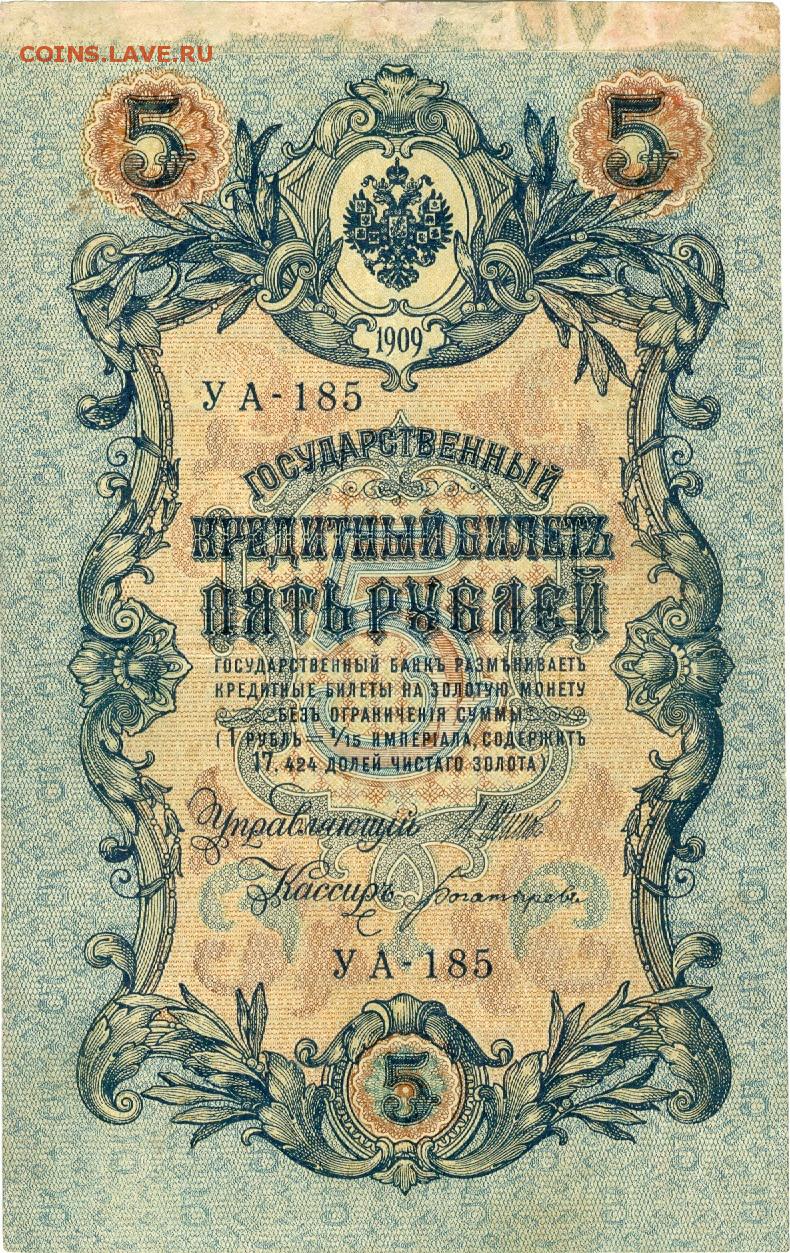 COINS.LAVE.RU
5 5
1909
УА-185
ГОСУДАРСТВЕННЫЙ
КРЕДИТНЫЙ БИЛЕТЪ
ПЯТЬ РУБЛЕЙ
5
ГОСУДАРСТВЕННЫЙ БАНКЪ РАЗМѢНИВАЕТЪ
КРЕДИТНЫЕ БИЛЕТЫ НА ЗОЛОТУЮ МОНЕТУ
БЕЗЪ ОГРАНИЧЕНІЯ СУММЫ
(1 РУБЛЬ = 1/15 ИМПЕРІАЛА, СОДЕРЖИТЪ
17,424 ДОЛЕЙ ЧИСТАГО ЗОЛОТА).
Управляющій
Кассиръ Богатыревъ
УА-185
5